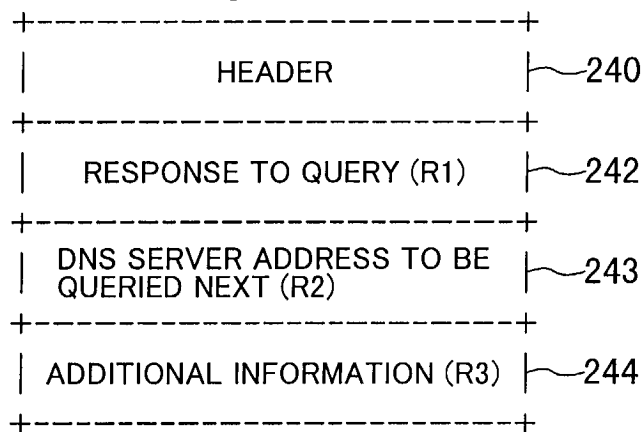 +---------------------+
| HEADER | 240
+---------------------+
| RESPONSE TO QUERY (R1) | 242
+---------------------+
| DNS SERVER ADDRESS TO BE
QUERIED NEXT (R2) | 243
+---------------------+
| ADDITIONAL INFORMATION (R3) | 244
+---------------------+